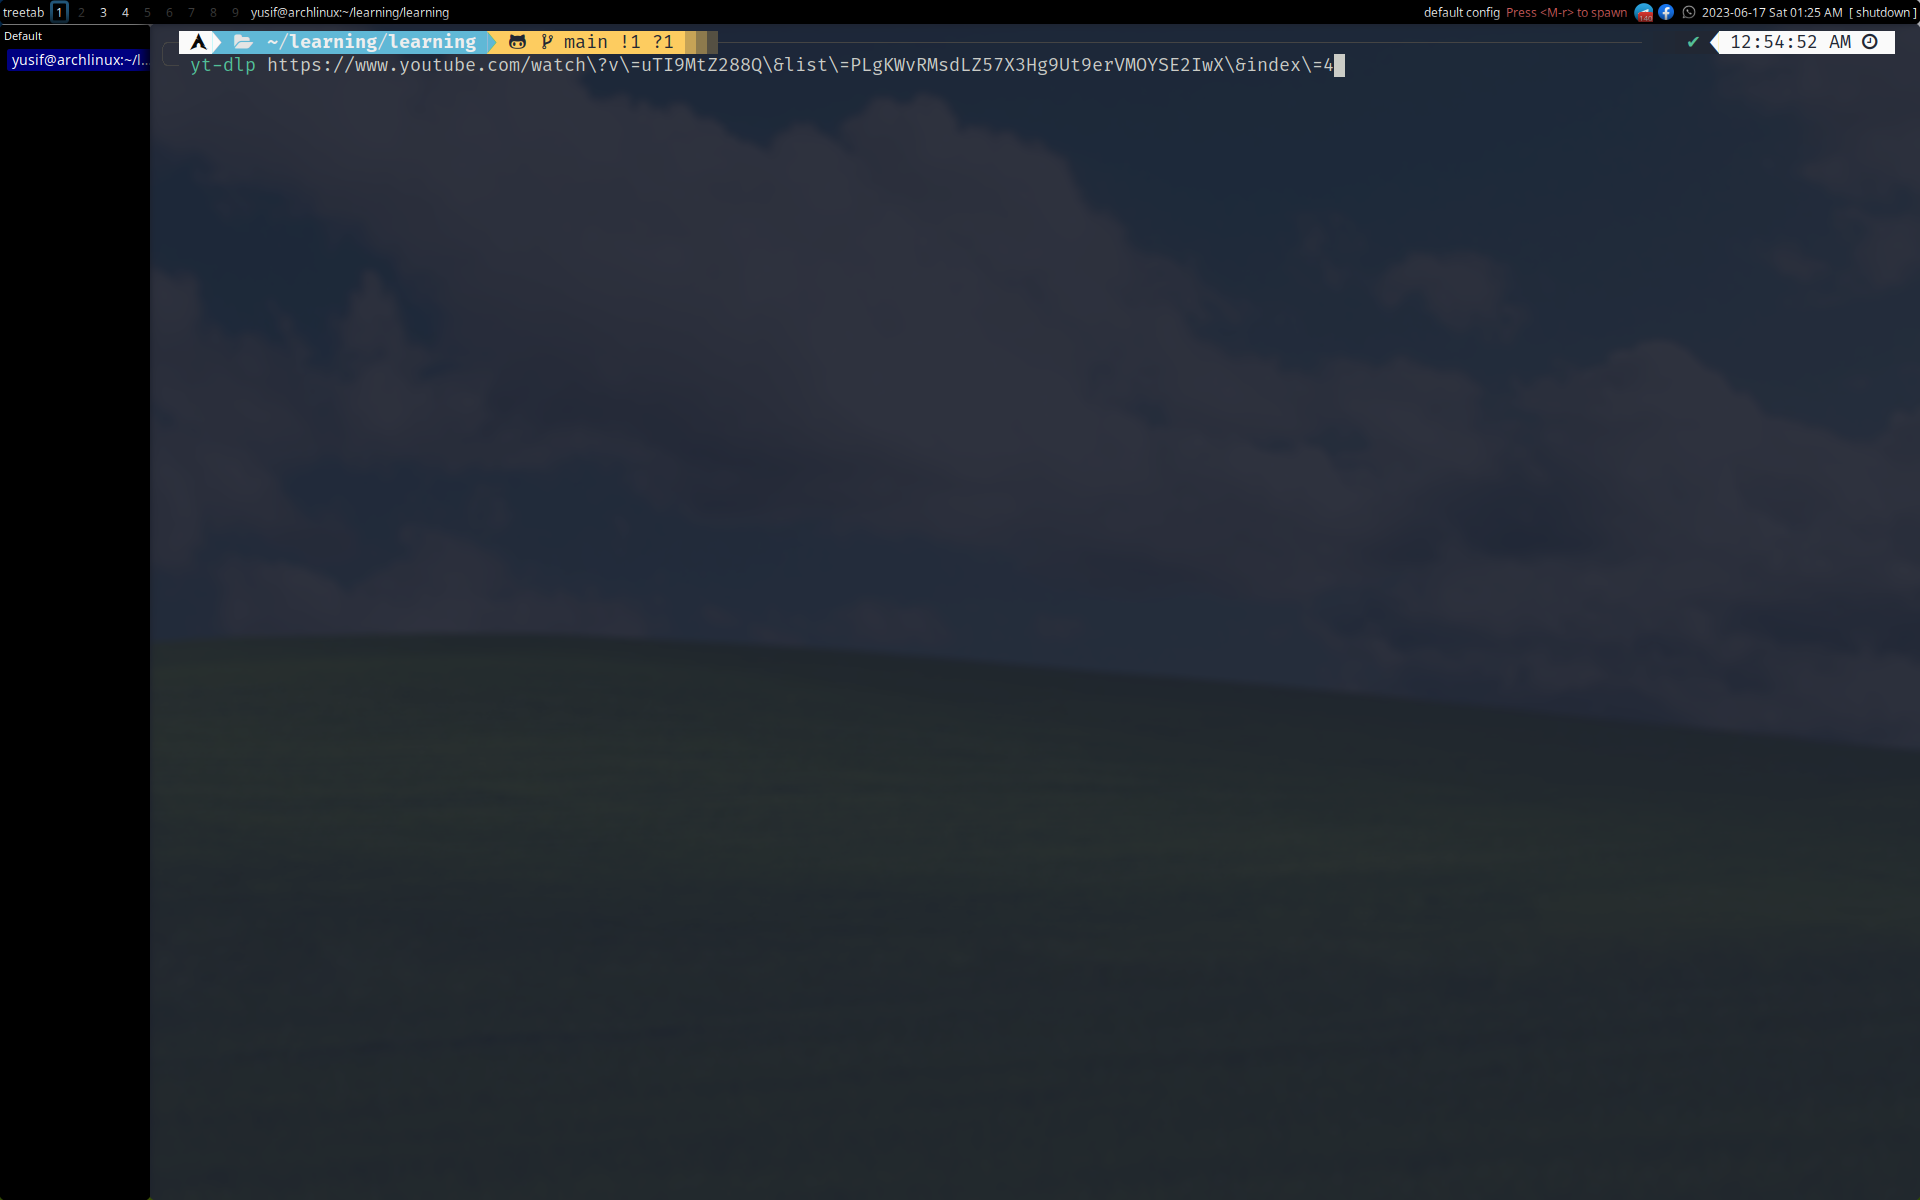 treetab 1 2 3 4 5 6 7 8 9 yusif@archlinux:~/learning/learning default config Press <M-r> to spawn 140 2023-06-17 Sat 01:25 AM [ shutdown ]
Default
yusif@archlinux:~/l...
~/learning/learning main !1 ?1 ✔ 12:54:52 AM
yt-dlp https://www.youtube.com/watch\?v\=uTI9MtZ288Q\&list\=PLgKWvRMsdLZ57X3Hg9Ut9erVMOYSE2IwX\&index\=4